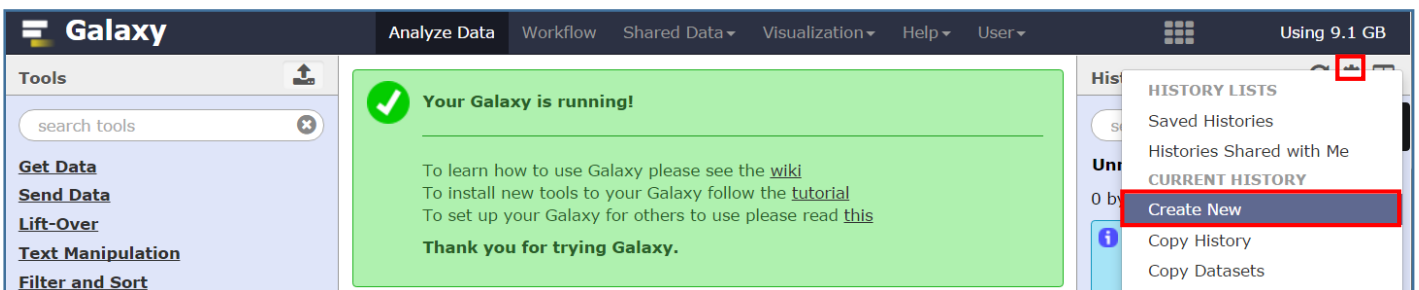 Galaxy
Analyze Data Workflow Shared Data Visualization Help User
Using 9.1 GB
Tools
search tools
Get Data
Send Data
Lift-Over
Text Manipulation
Filter and Sort
Your Galaxy is running!
To learn how to use Galaxy please see the wiki
To install new tools to your Galaxy follow the tutorial
To set up your Galaxy for others to use please read this
Thank you for trying Galaxy.
HISTORY LISTS
Saved Histories
Histories Shared with Me
CURRENT HISTORY
Create New
Copy History
Copy Datasets